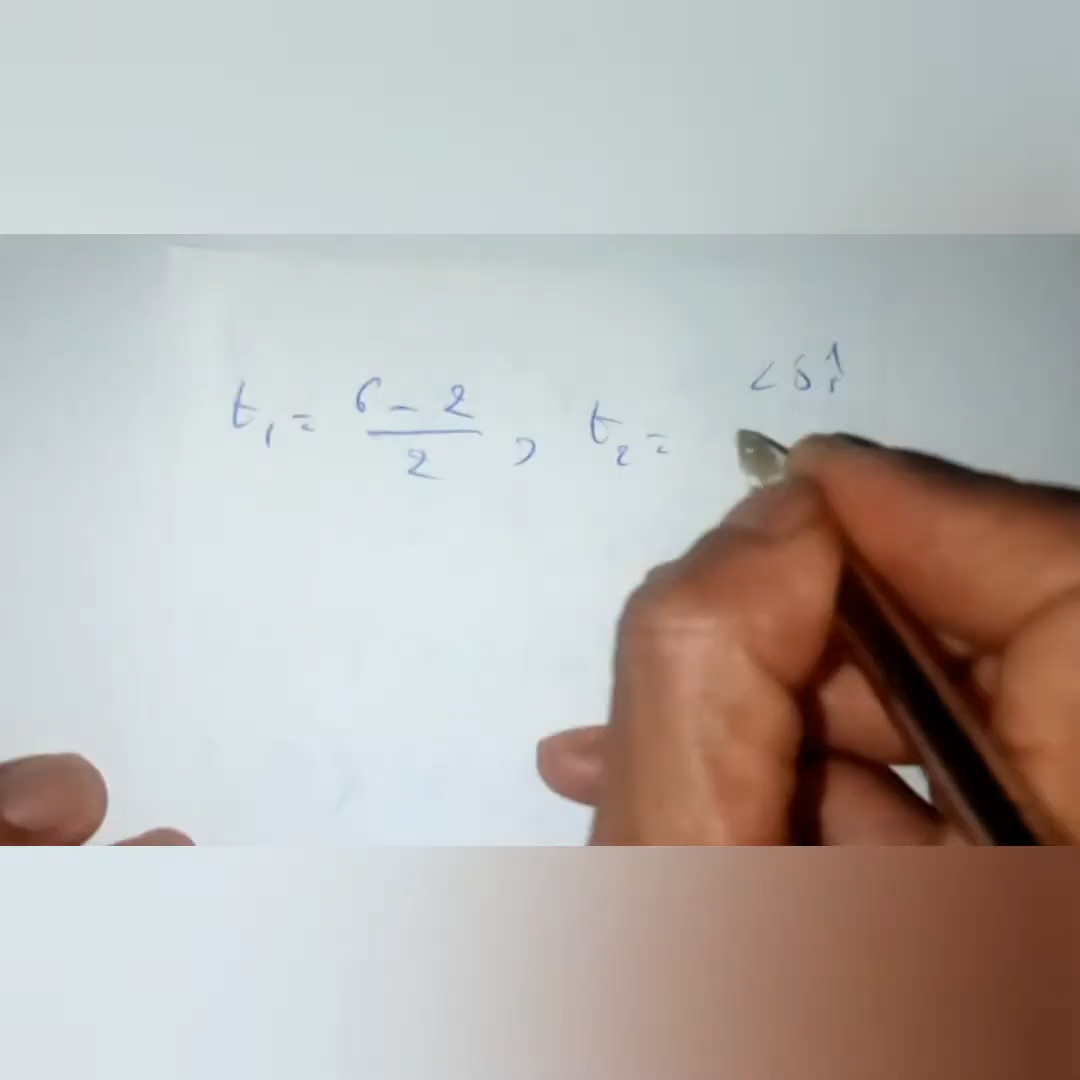 t₁ = (6 - 2)/2 , t₂ =